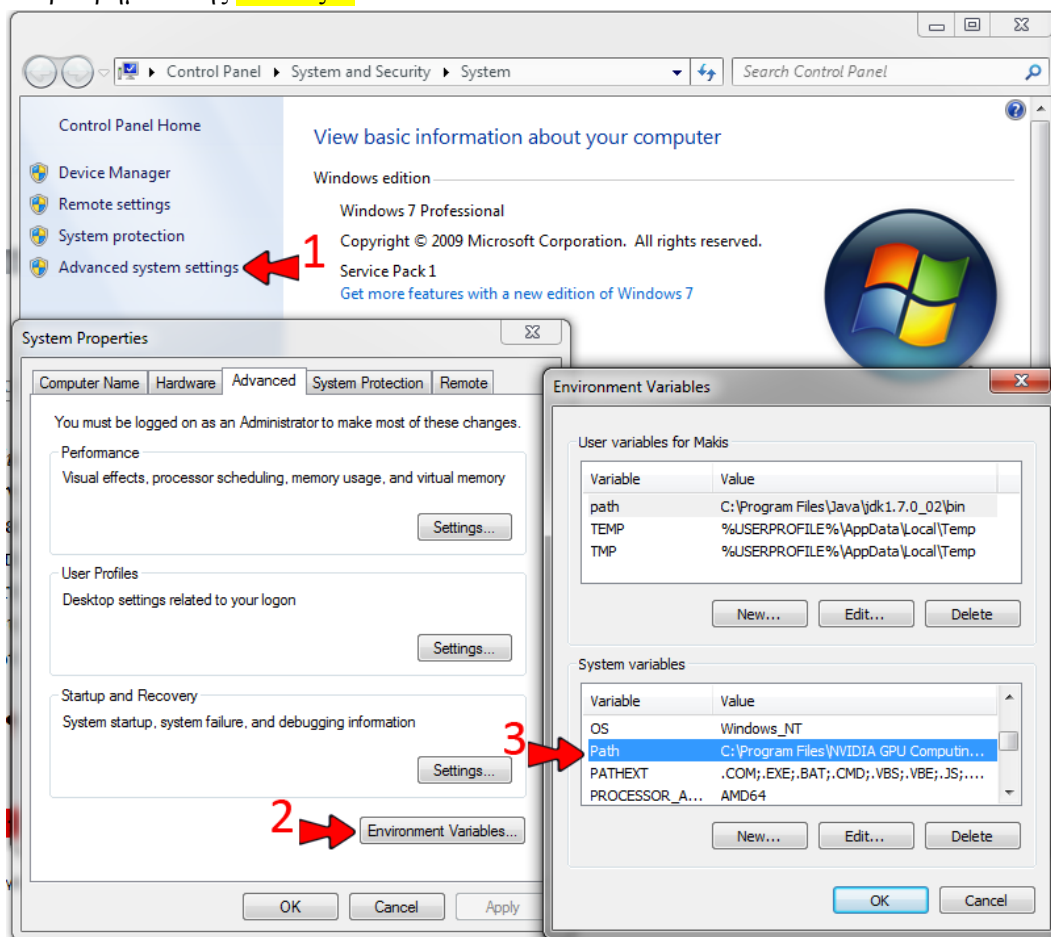 Control Panel ▸ System and Security ▸ System
Search Control Panel
Control Panel Home
Device Manager
Remote settings
System protection
Advanced system settings
1
View basic information about your computer
Windows edition
Windows 7 Professional
Copyright © 2009 Microsoft Corporation. All rights reserved.
Service Pack 1
Get more features with a new edition of Windows 7
System Properties
Computer Name Hardware Advanced System Protection Remote
You must be logged on as an Administrator to make most of these changes.
Performance
Visual effects, processor scheduling, memory usage, and virtual memory
Settings...
User Profiles
Desktop settings related to your logon
Settings...
Startup and Recovery
System startup, system failure, and debugging information
Settings...
2
Environment Variables...
OK Cancel Apply
Environment Variables
User variables for Makis
Variable Value
path C:\Program Files\Java\jdk1.7.0_02\bin
TEMP %USERPROFILE%\AppData\Local\Temp
TMP %USERPROFILE%\AppData\Local\Temp
New... Edit... Delete
System variables
Variable Value
OS Windows_NT
3
Path C:\Program Files\NVIDIA GPU Computin...
PATHEXT .COM;.EXE;.BAT;.CMD;.VBS;.VBE;.JS;....
PROCESSOR_A... AMD64
New... Edit... Delete
OK Cancel